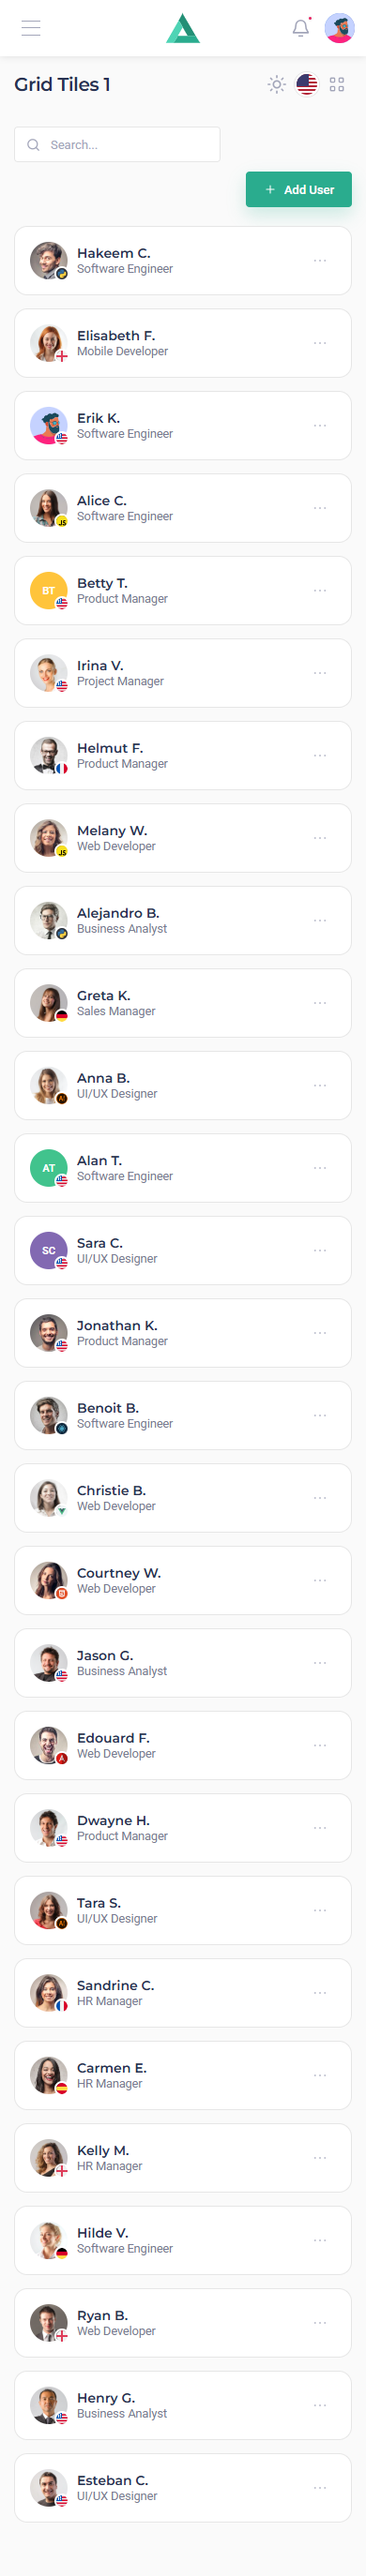 Grid Tiles 1
Search...
+ Add User
Hakeem C.
Software Engineer
Elisabeth F.
Mobile Developer
Erik K.
Software Engineer
Alice C.
Software Engineer
JS
BT
Betty T.
Product Manager
Irina V.
Project Manager
Helmut F.
Product Manager
Melany W.
Web Developer
JS
Alejandro B.
Business Analyst
Greta K.
Sales Manager
Anna B.
UI/UX Designer
Ai
AT
Alan T.
Software Engineer
SC
Sara C.
UI/UX Designer
Jonathan K.
Product Manager
Benoit B.
Software Engineer
Christie B.
Web Developer
Courtney W.
Web Developer
Jason G.
Business Analyst
Edouard F.
Web Developer
Dwayne H.
Product Manager
Tara S.
UI/UX Designer
Ai
Sandrine C.
HR Manager
Carmen E.
HR Manager
Kelly M.
HR Manager
Hilde V.
Software Engineer
Ryan B.
Web Developer
Henry G.
Business Analyst
Esteban C.
UI/UX Designer